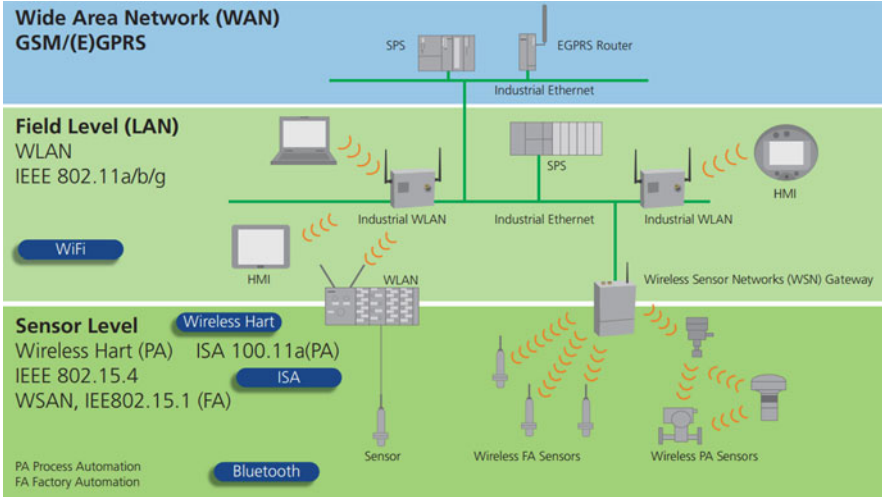 Wide Area Network (WAN)
GSM/(E)GPRS
SPS
EGPRS Router
Industrial Ethernet
Field Level (LAN)
WLAN
IEEE 802.11a/b/g
SPS
HMI
Industrial WLAN
Industrial Ethernet
Industrial WLAN
WiFi
HMI
WLAN
Wireless Sensor Networks (WSN) Gateway
Sensor Level
Wireless Hart
Wireless Hart (PA) ISA 100.11a(PA)
IEEE 802.15.4
ISA
WSAN, IEE802.15.1 (FA)
Sensor
Wireless FA Sensors
Wireless PA Sensors
PA Process Automation
FA Factory Automation
Bluetooth